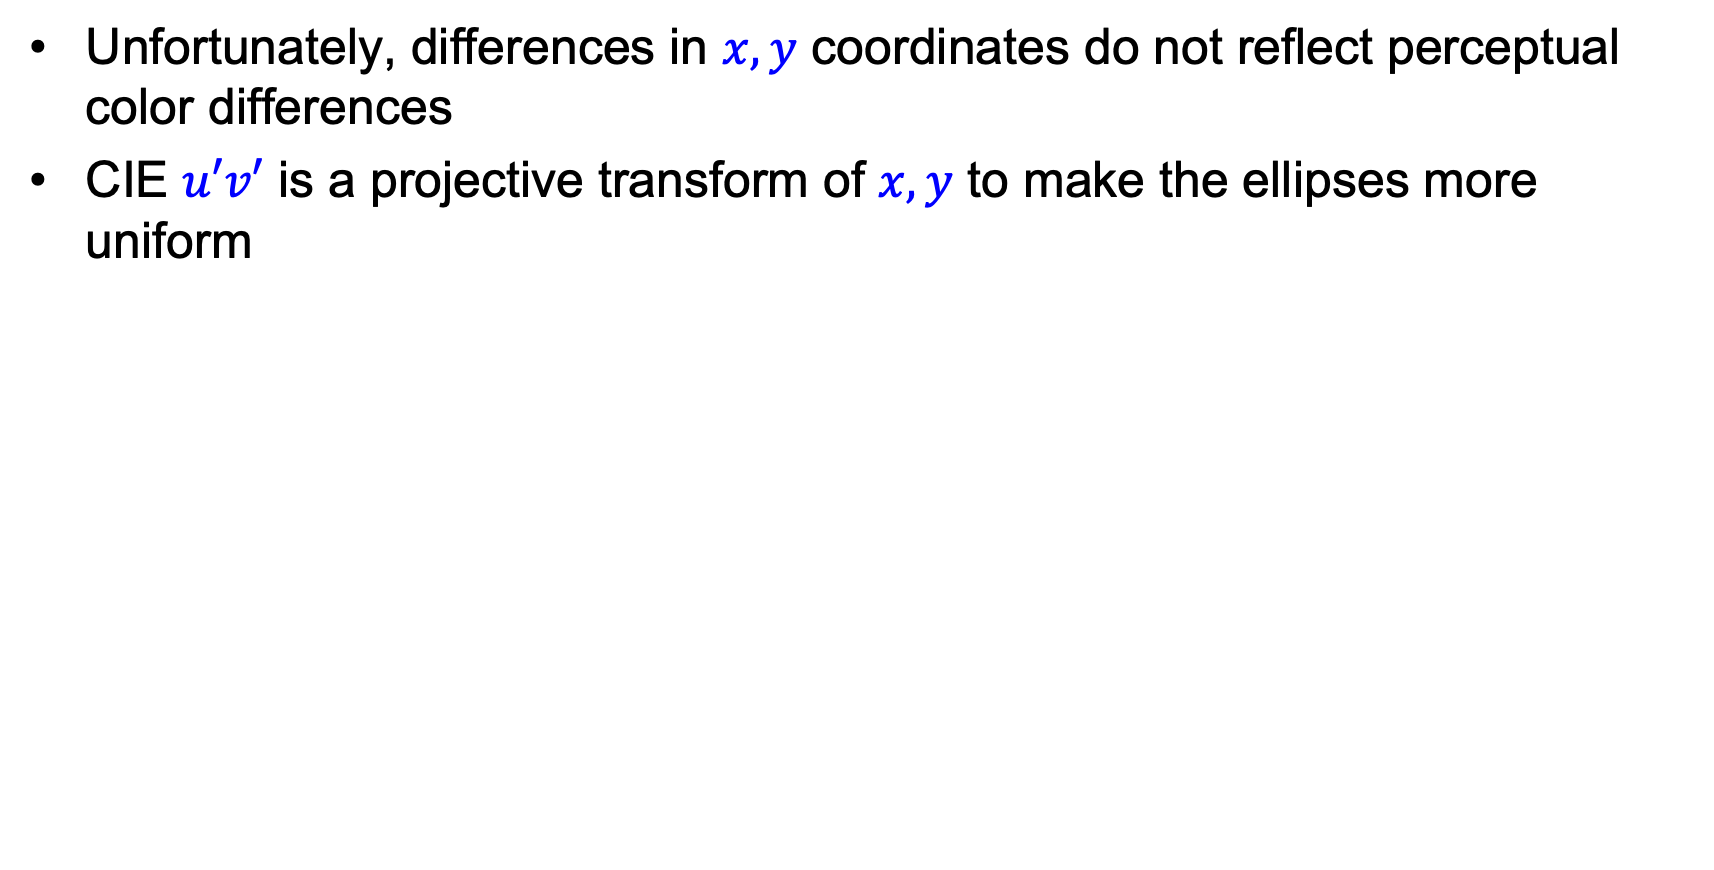 • Unfortunately, differences in x, y coordinates do not reflect perceptual
color differences
• CIE u′v′ is a projective transform of x, y to make the ellipses more
uniform